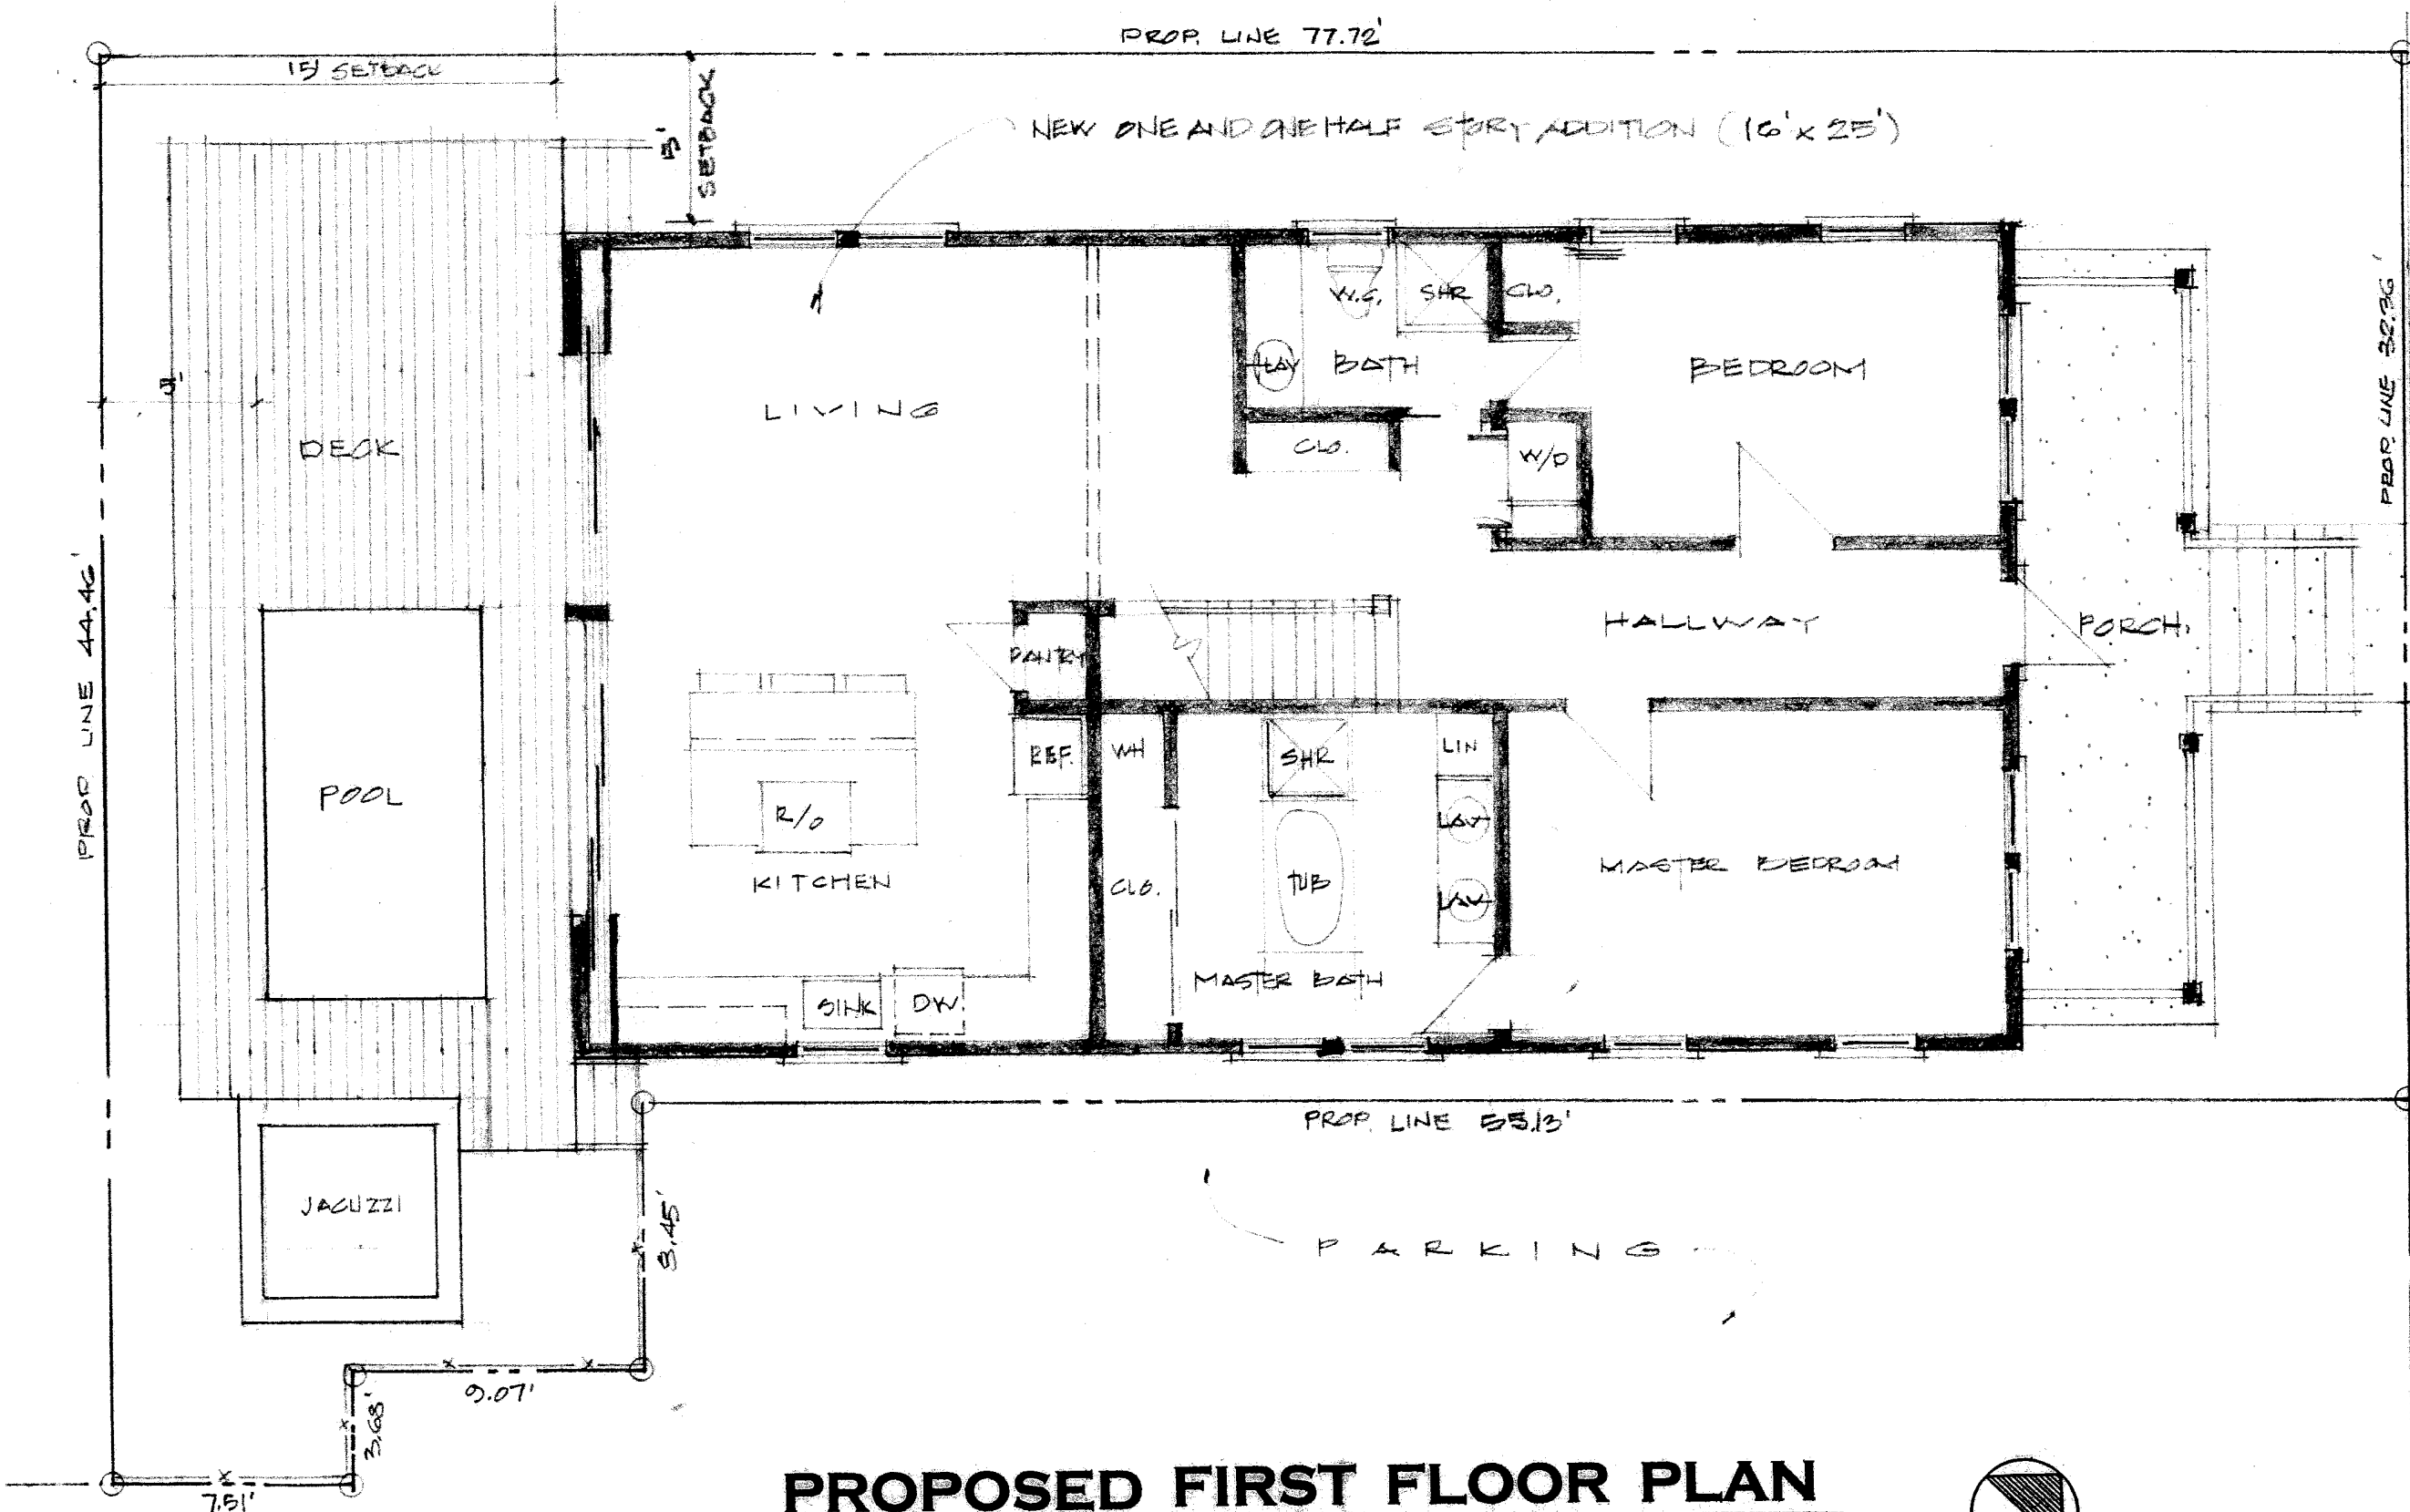 PROP. LINE 77.72'
15' SETBACK
5'
SETBACK
NEW ONE AND ONE HALF STORY ADDITION (16' x 25')
PROP. LINE 32.36'
W.C.
SHR
CLO.
LAV
BATH
BEDROOM
LIVING
DECK
CLO.
W/D
5'
PROP LINE 44.46'
HALLWAY
PORCH.
PANTRY
REF.
WH
SHR
LIN
POOL
R/O
LAV
KITCHEN
CLO.
TUB
LAV
MASTER BEDROOM
MASTER BATH
SINK
DW.
PROP. LINE 55.13'
JACUZZI
8.45'
PARKING
9.07'
3.68'
7.51'
PROPOSED FIRST FLOOR PLAN